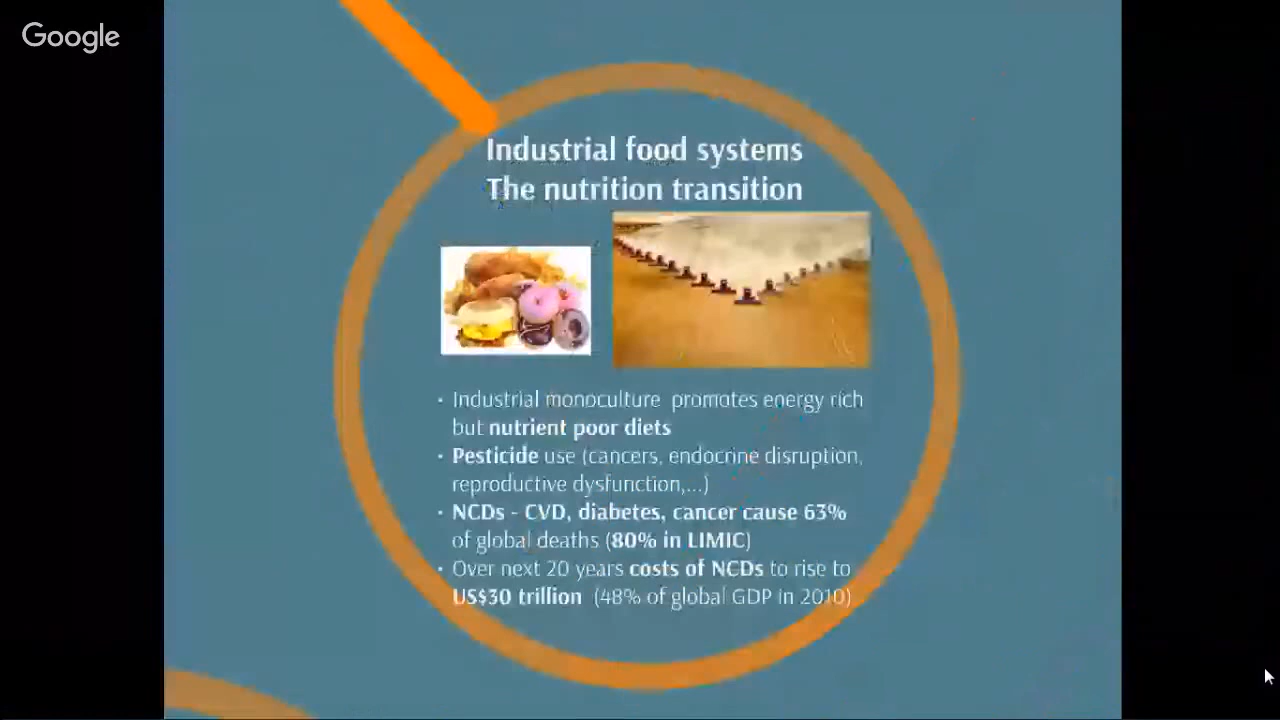 Google
Industrial food systems
The nutrition transition
• Industrial monoculture promotes energy rich
but nutrient poor diets
• Pesticide use (cancers, endocrine disruption,
reproductive dysfunction,...)
• NCDs - CVD, diabetes, cancer cause 63%
of global deaths (80% in LIMIC)
• Over next 20 years costs of NCDs to rise to
US$30 trillion (48% of global GDP in 2010)